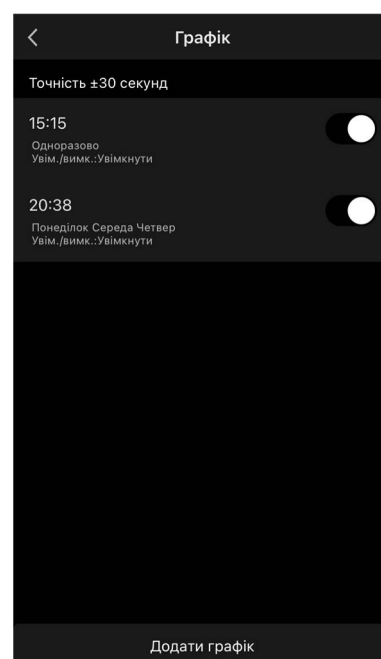 Графік
Точність ±30 секунд
15:15
Одноразово
Увім./вимк.:Увімкнути
20:38
Понеділок Середа Четвер
Увім./вимк.:Увімкнути
Додати графік